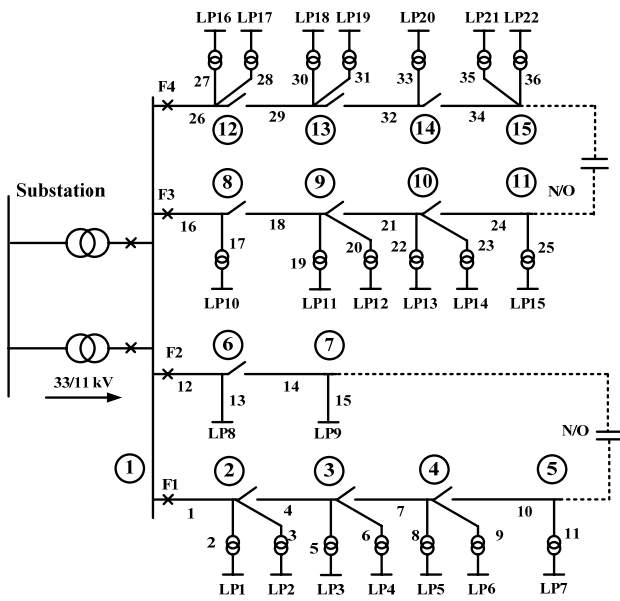 LP16 LP17 LP18 LP19 LP20 LP21 LP22
27 28 30 31 33 35 36
F4
26 29 32 34
12 13 14 15
Substation
8 9 10 11
N/O
F3
16 18 21 24
17 19 20 22 23 25
LP10 LP11 LP12 LP13 LP14 LP15
6 7
F2
12 14
33/11 kV
13 15
LP8 LP9
N/O
1 2 3 4 5
F1
1 4 7 10
2 3 5 6 8 9 11
LP1 LP2 LP3 LP4 LP5 LP6 LP7